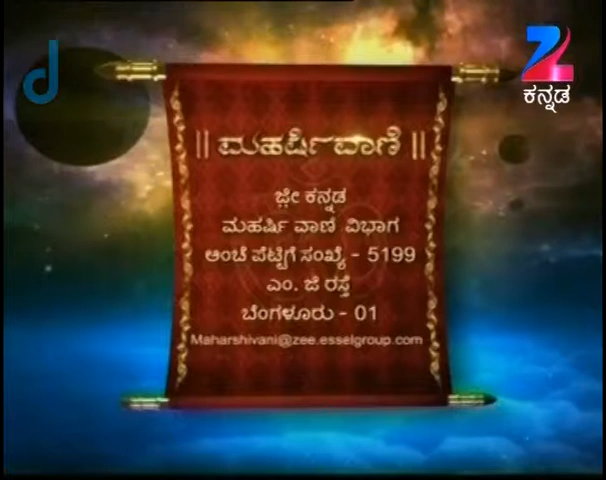 Z
ಕನ್ನಡ
|| ಮಹರ್ಷಿವಾಣಿ ||
ಜ಼ೀ ಕನ್ನಡ
ಮಹರ್ಷಿ ವಾಣಿ ವಿಭಾಗ
ಅಂಚೆ ಪೆಟ್ಟಿಗೆ ಸಂಖ್ಯೆ - 5199
ಎಂ. ಜಿ ರಸ್ತೆ
ಬೆಂಗಳೂರು - 01
Maharshivani@zee.esselgroup.com